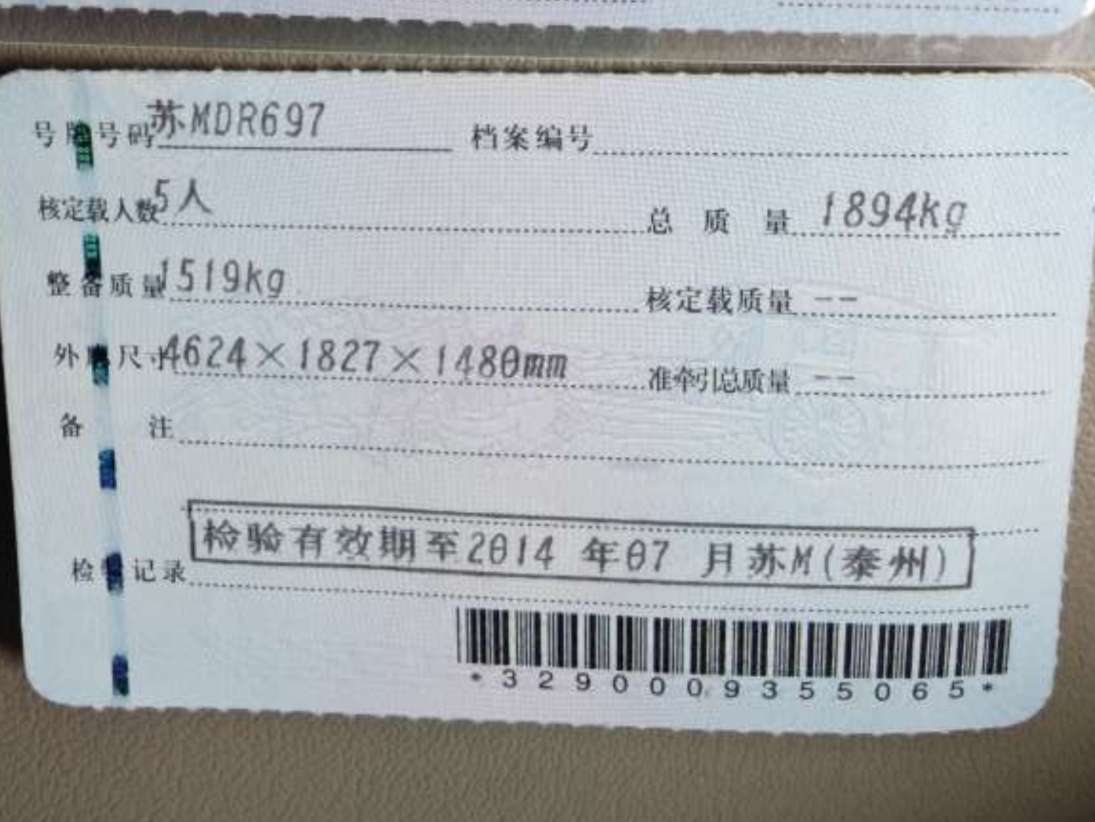 号牌号码 苏MDR697 档案编号
核定载人数 5人 总质量 1894kg
整备质量 1519kg 核定载质量 --
外廓尺寸 4624×1827×1480mm 准牵引总质量 --
备注
检验有效期至2014 年07 月苏M(泰州)
检验记录
*3290009355065*